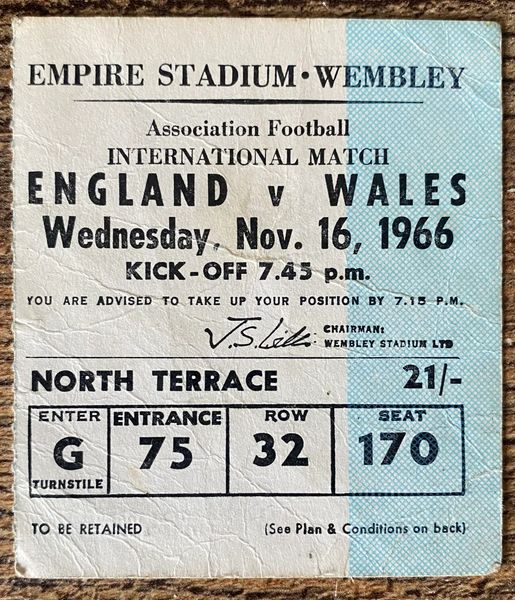 EMPIRE STADIUM • WEMBLEY
Association Football
INTERNATIONAL MATCH
ENGLAND v WALES
Wednesday, Nov. 16, 1966
KICK-OFF 7.45 p.m.
YOU ARE ADVISED TO TAKE UP YOUR POSITION BY 7.15 P.M.
CHAIRMAN:
WEMBLEY STADIUM LTD
NORTH TERRACE 21/-
ENTER ENTRANCE ROW SEAT
G 75 32 170
TURNSTILE
TO BE RETAINED (See Plan & Conditions on back)